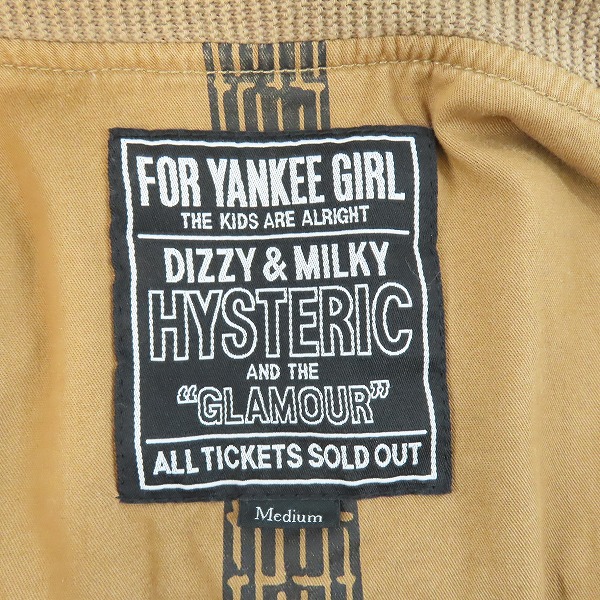 FOR YANKEE GIRL
THE KIDS ARE ALRIGHT
DIZZY & MILKY
HYSTERIC
AND THE
"GLAMOUR"
ALL TICKETS SOLD OUT
Medium